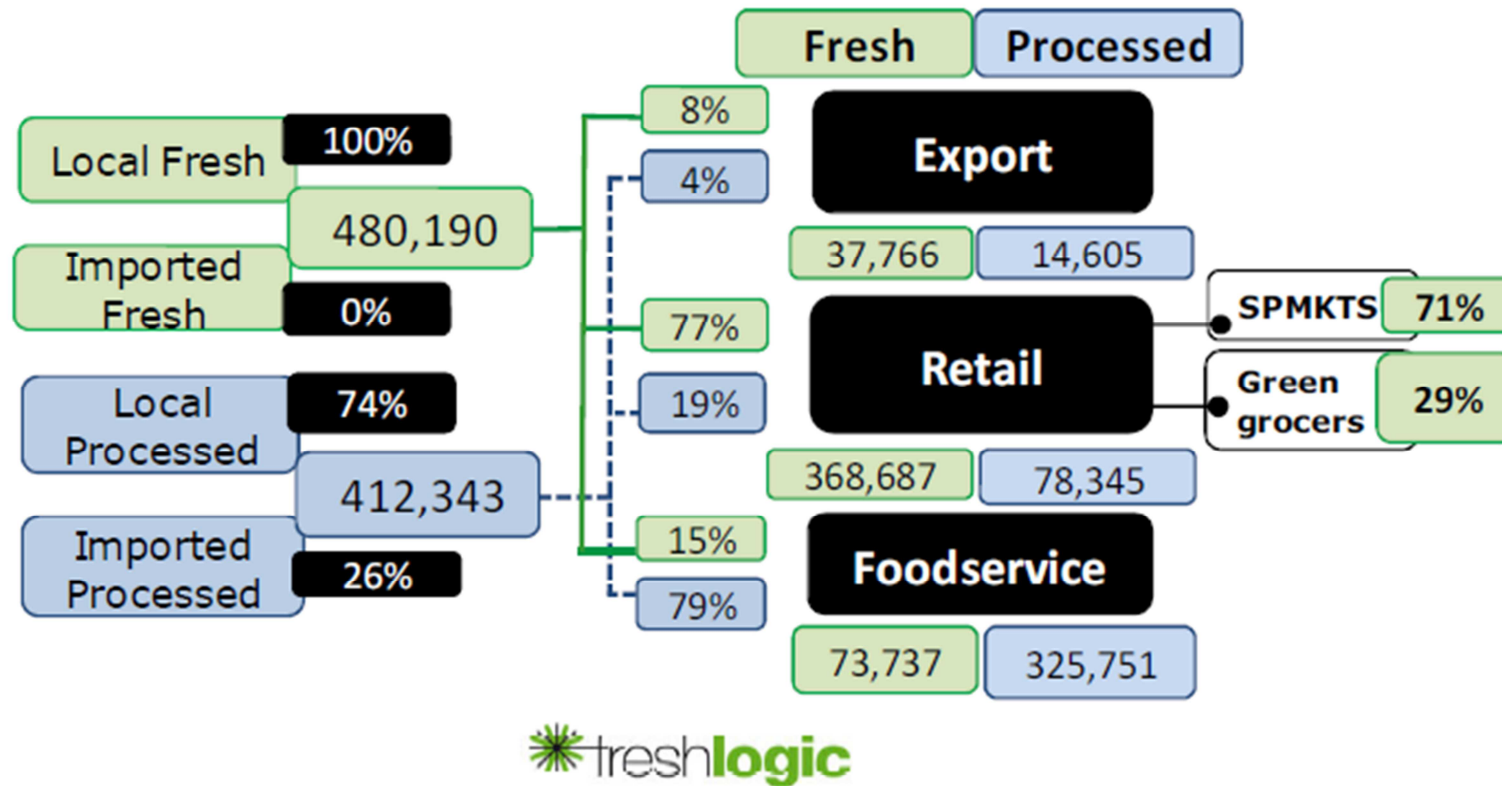 Fresh
Processed
Local Fresh
100%
480,190
Imported
Fresh
0%
Local
Processed
74%
412,343
Imported
Processed
26%
8%
4%
Export
37,766
14,605
77%
19%
Retail
SPMKTS
71%
Green
grocers
29%
368,687
78,345
15%
79%
Foodservice
73,737
325,751
freshlogic